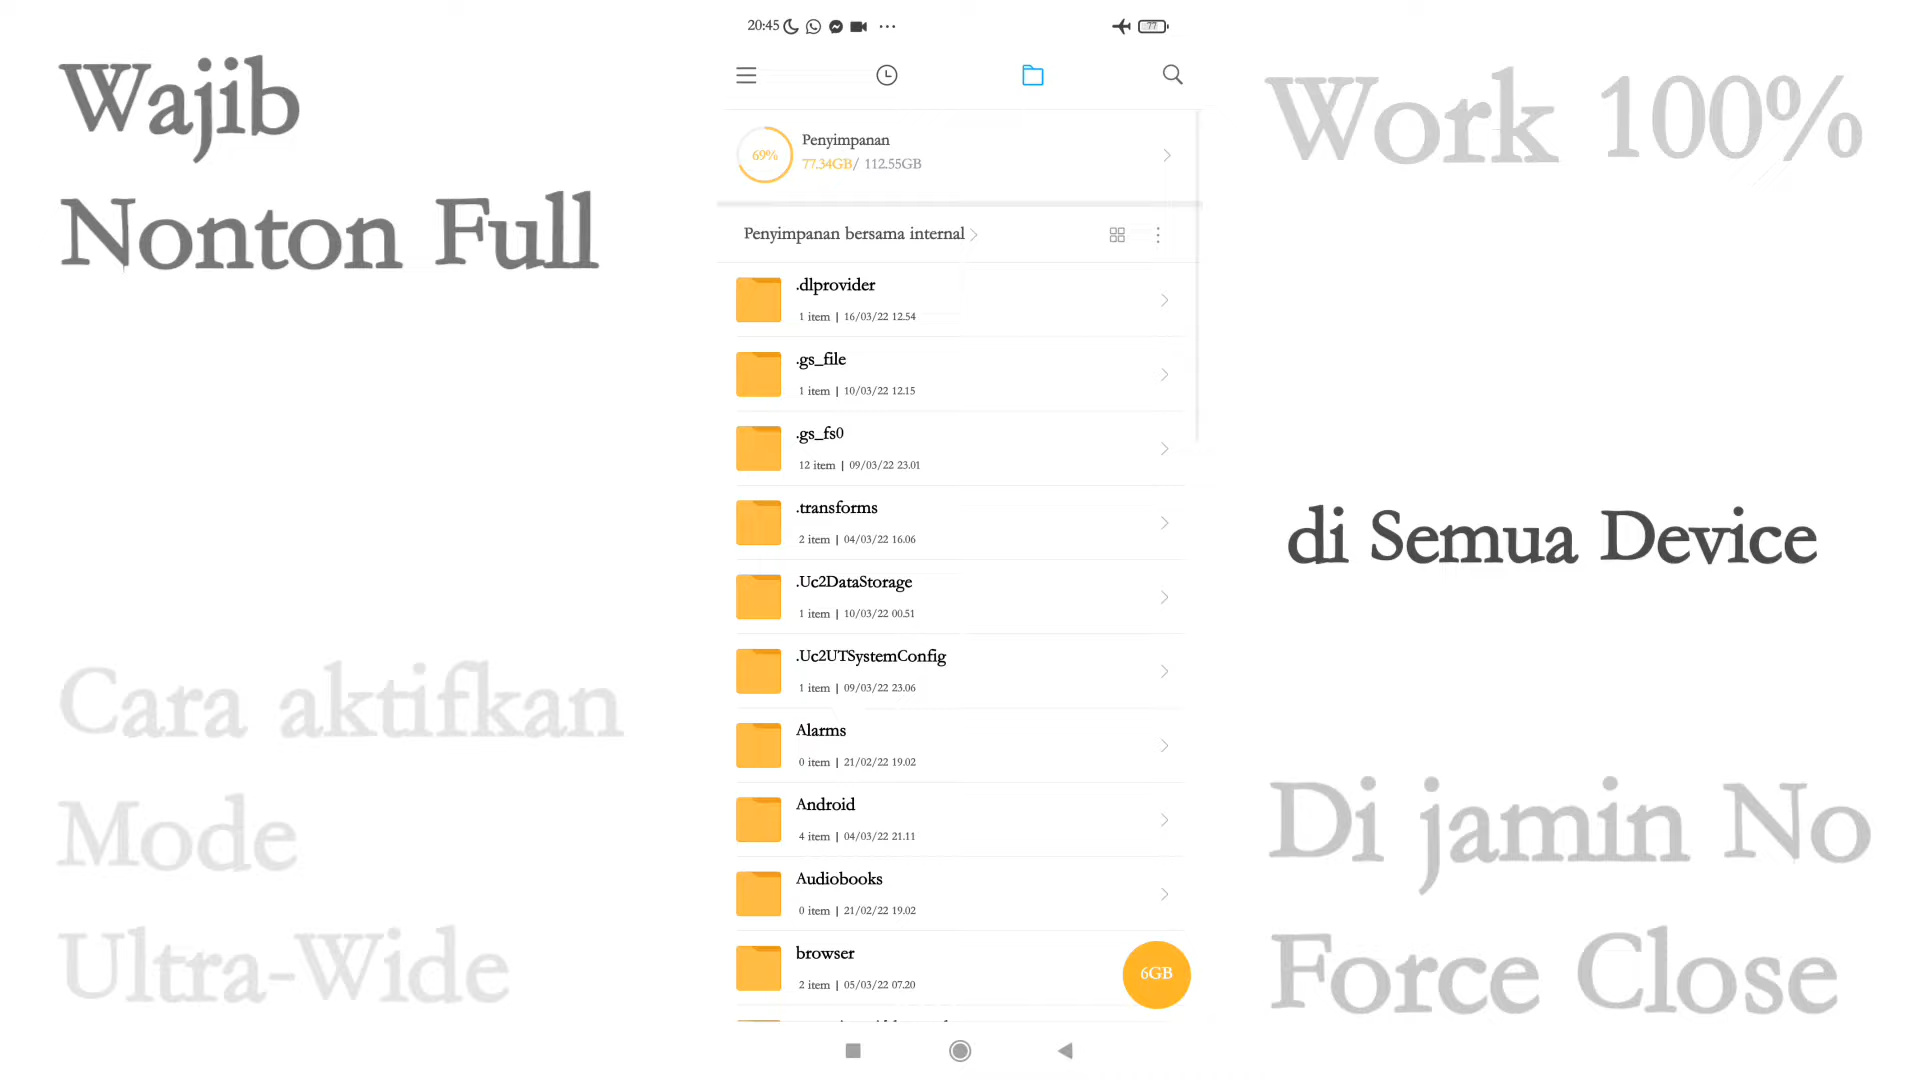 Wajib
Nonton Full
Cara aktifkan
Mode
Ultra-Wide
20:45
77
69%
Penyimpanan
77.34GB/ 112.55GB
Penyimpanan bersama internal
.dlprovider
1 item | 16/03/22 12.54
.gs_file
1 item | 10/03/22 12.15
.gs_fs0
12 item | 09/03/22 23.01
.transforms
2 item | 04/03/22 16.06
.Uc2DataStorage
1 item | 10/03/22 00.51
.Uc2UTSystemConfig
1 item | 09/03/22 23.06
Alarms
0 item | 21/02/22 19.02
Android
4 item | 04/03/22 21.11
Audiobooks
0 item | 21/02/22 19.02
browser
2 item | 05/03/22 07.20
6GB
Work 100%
di Semua Device
Di jamin No
Force Close